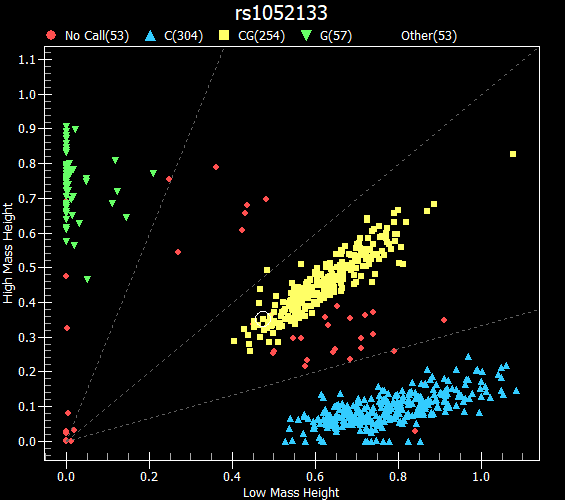 rs1052133
No Call(53) C(304) CG(254) G(57) Other(53)
1.1
1.0
0.9
0.8
0.7
0.6
0.5
0.4
0.3
0.2
0.1
0.0
High Mass Height
0.0 0.2 0.4 0.6 0.8 1.0
Low Mass Height